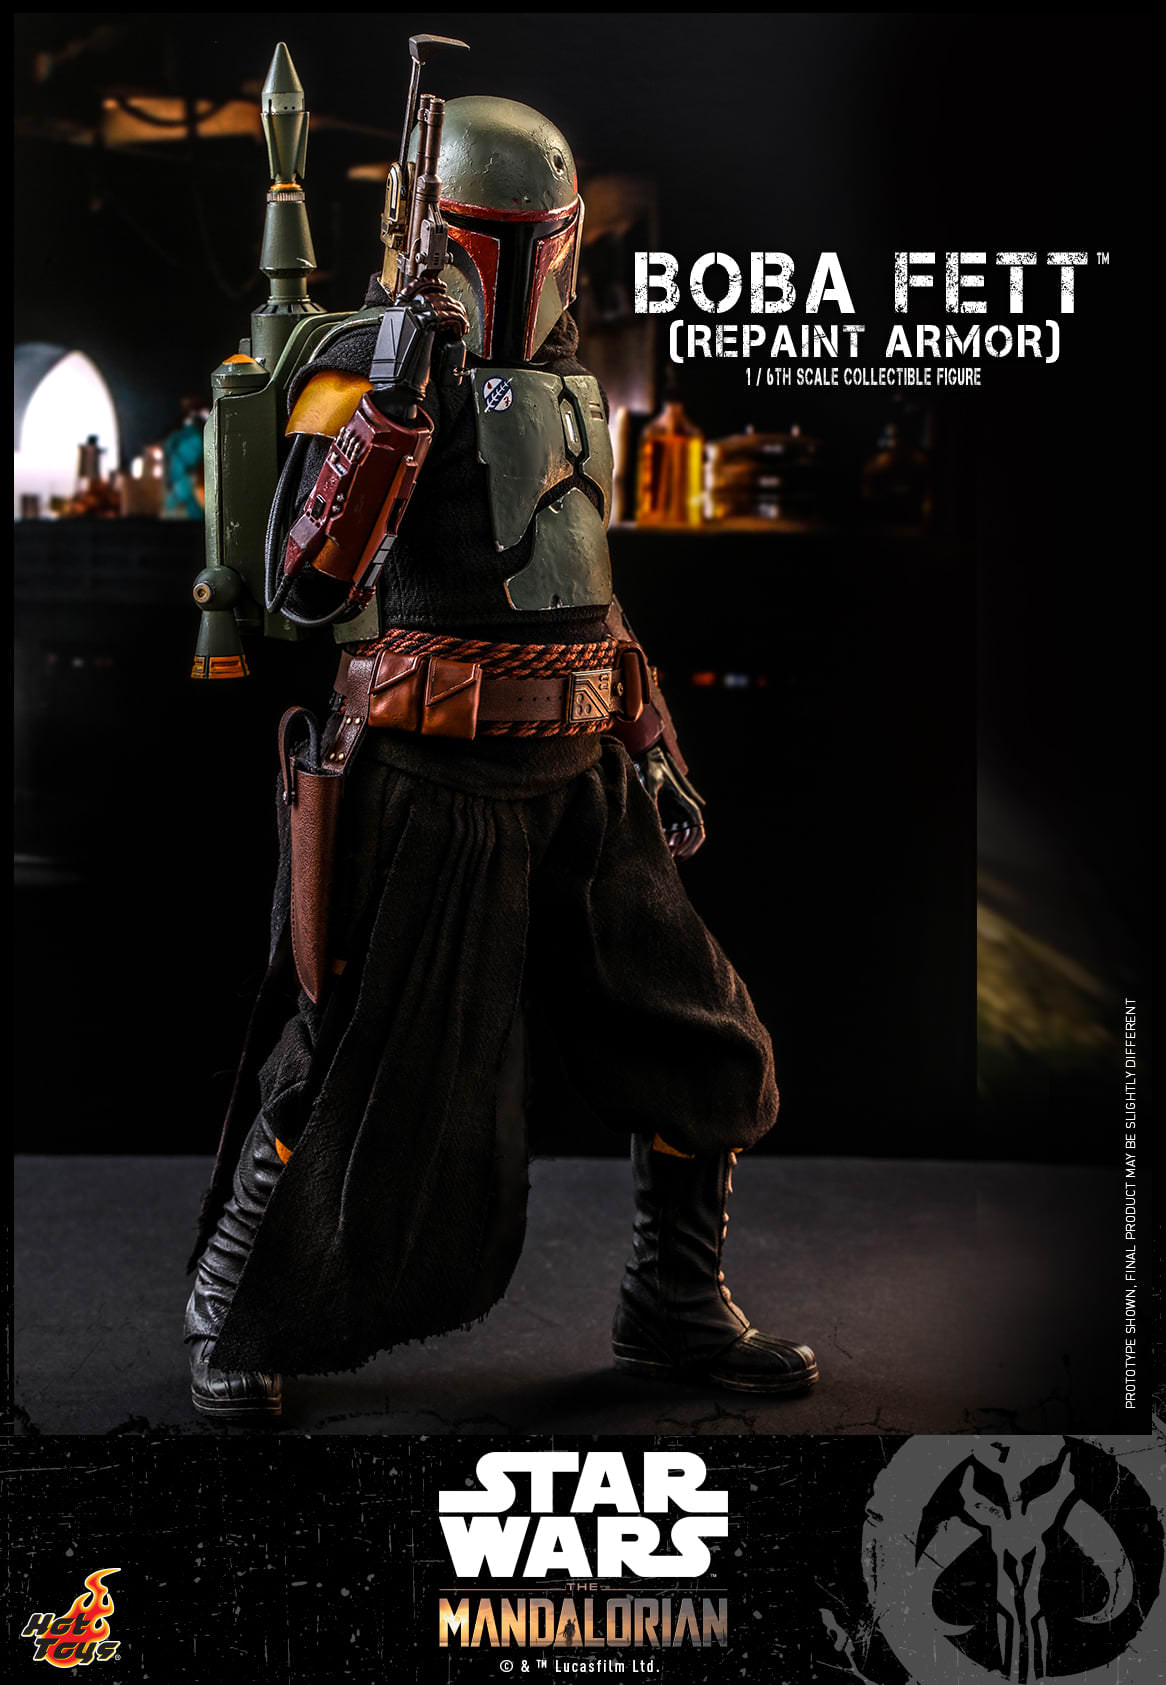 BOBA FETT™
(REPAINT ARMOR)
1 / 6TH SCALE COLLECTIBLE FIGURE
PROTOTYPE SHOWN, FINAL PRODUCT MAY BE SLIGHTLY DIFFERENT
STAR
WARS™
THE
MANDALORIAN
© & ™ Lucasfilm Ltd.
Hot
Toys®